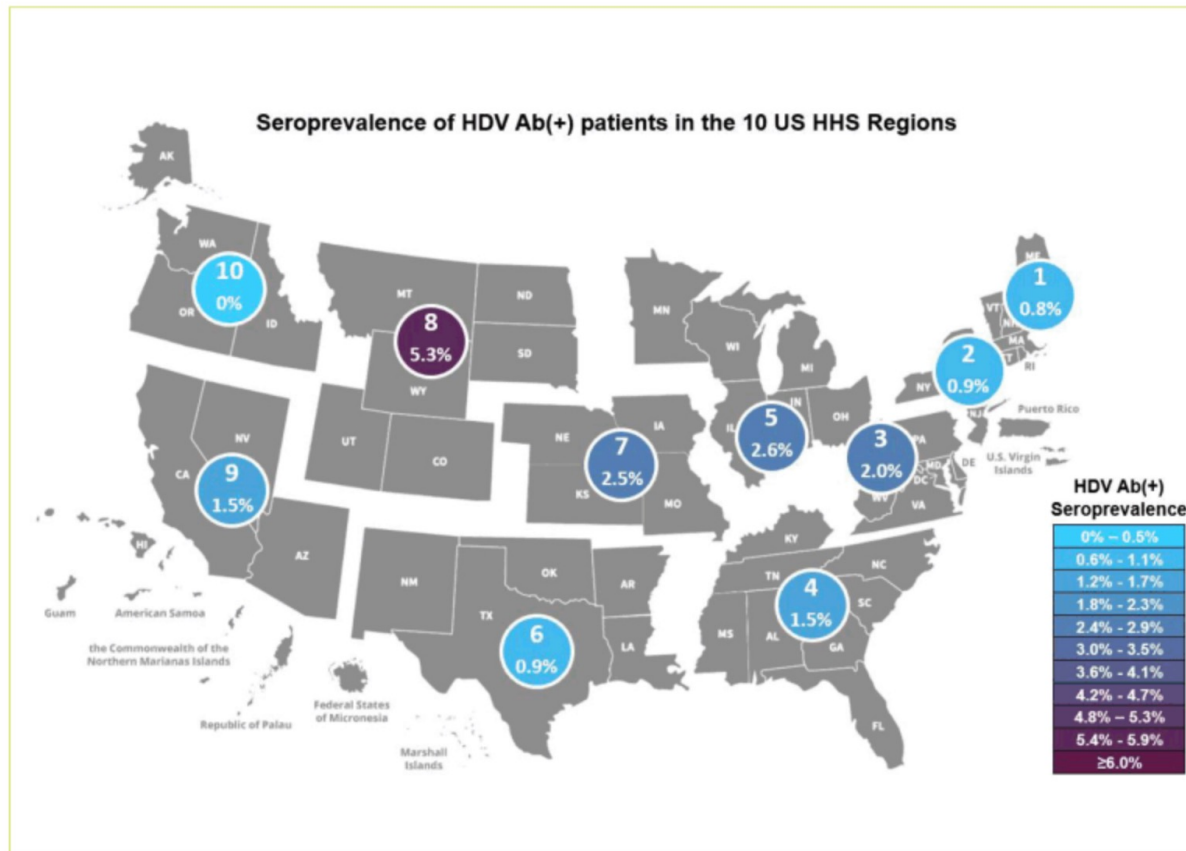 Seroprevalence of HDV Ab(+) patients in the 10 US HHS Regions
AK
WA
OR
ID
10
0%
MT
ND
SD
WY
UT
CO
8
5.3%
NV
CA
AZ
HI
9
1.5%
Guam
American Samoa
the Commonwealth of the
Northern Marianas Islands
Republic of Palau
Federal States
of Micronesia
Marshall
Islands
NE
IA
KS
MO
7
2.5%
NM
OK
AR
TX
LA
6
0.9%
MN
WI
MI
IL
IN
OH
5
2.6%
PA
MD
DE
DC
WV
VA
3
2.0%
KY
TN
NC
SC
MS
AL
GA
FL
4
1.5%
NY
NJ
2
0.9%
Puerto Rico
U.S. Virgin
Islands
ME
VT
NH
MA
RI
1
0.8%
HDV Ab(+)
Seroprevalence
0% – 0.5%
0.6% - 1.1%
1.2% - 1.7%
1.8% - 2.3%
2.4% - 2.9%
3.0% - 3.5%
3.6% - 4.1%
4.2% - 4.7%
4.8% – 5.3%
5.4% - 5.9%
≥6.0%